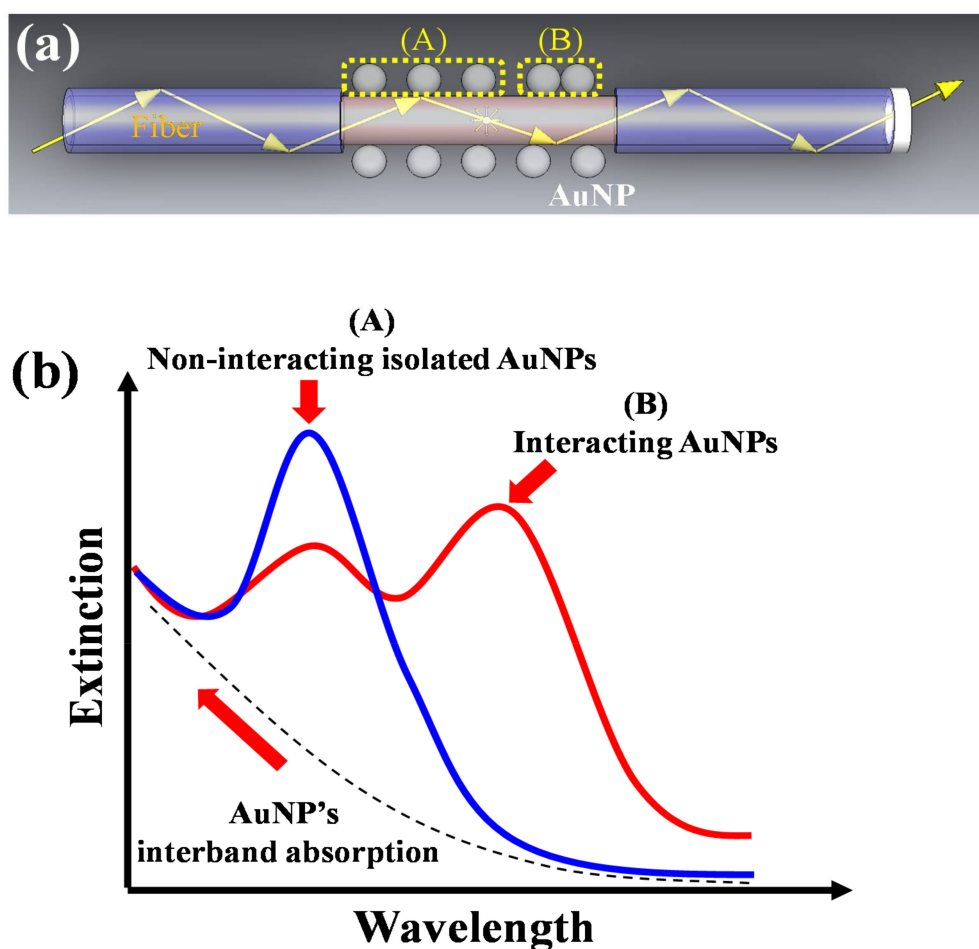 (a)
(A)
(B)
Fiber
AuNP
(b)
(A)
Non-interacting isolated AuNPs
(B)
Interacting AuNPs
Extinction
AuNP's
interband absorption
Wavelength